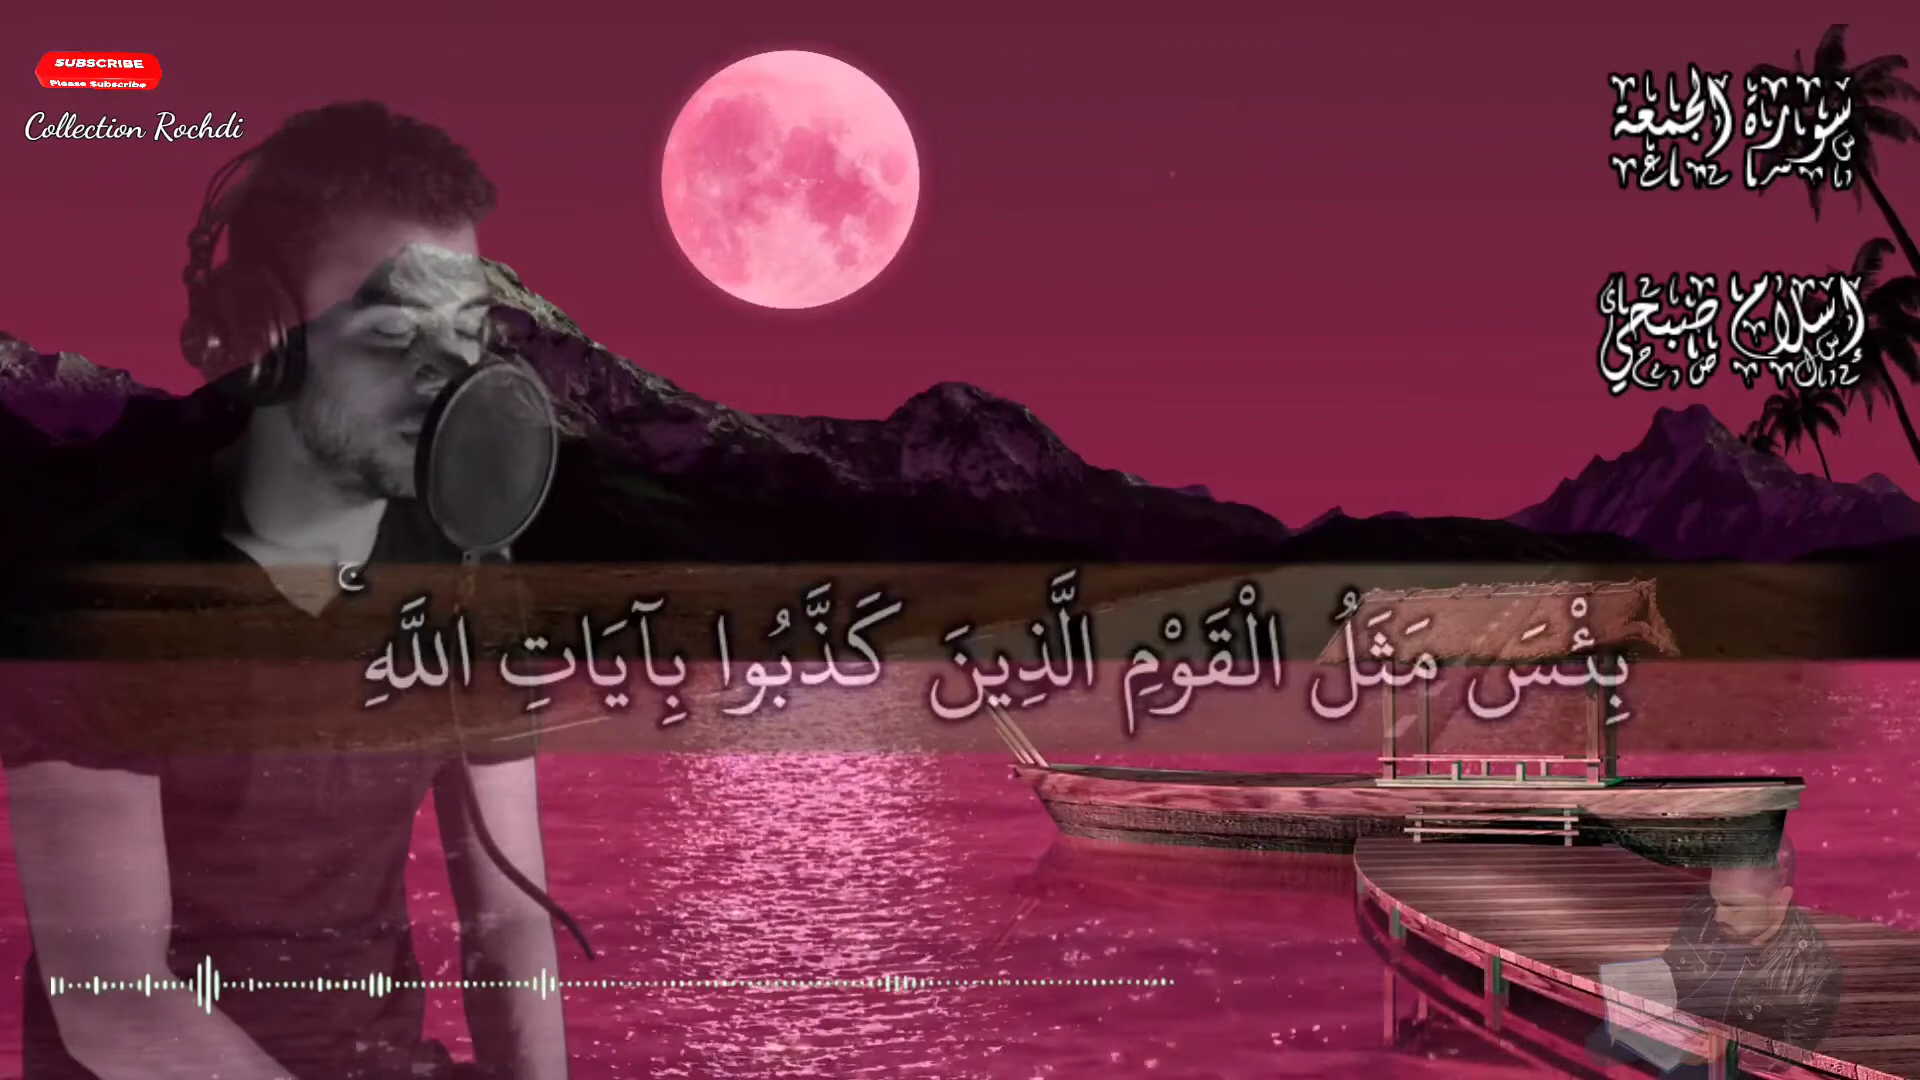 SUBSCRIBE
Please Subscribe
Collection Rochdi
سورة الجمعة
إسلام صبحي
بِئْسَ مَثَلُ الْقَوْمِ الَّذِينَ كَذَّبُوا بِآيَاتِ اللَّهِ ۚ